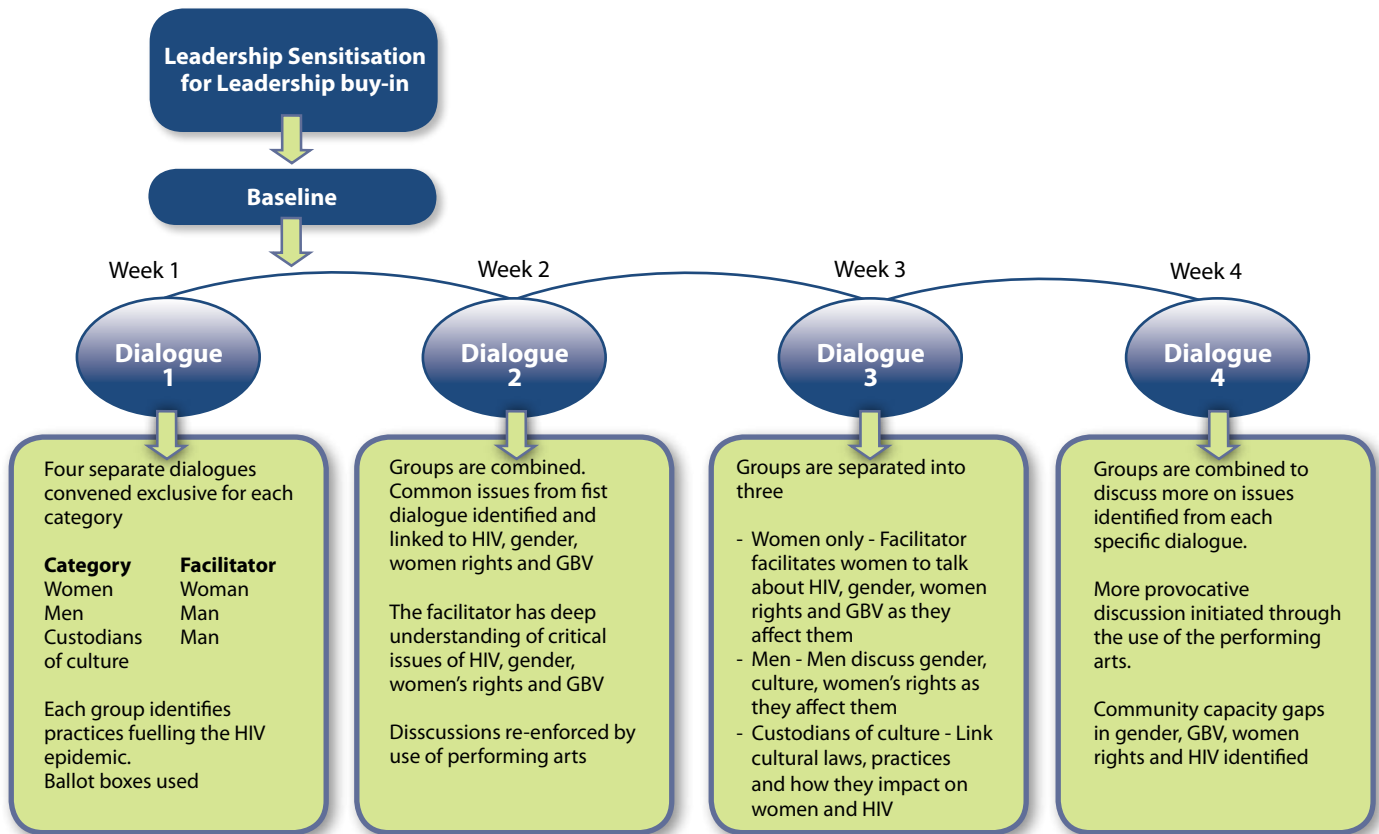 Leadership Sensitisation
for Leadership buy-in
Baseline
Week 1
Week 2
Week 3
Week 4
Dialogue
1
Dialogue
2
Dialogue
3
Dialogue
4
Four separate dialogues
convened exclusive for each
category
Category Facilitator
Women Woman
Men Man
Custodians Man
of culture
Each group identifies
practices fuelling the HIV
epidemic.
Ballot boxes used
Groups are combined.
Common issues from fist
dialogue identified and
linked to HIV, gender,
women rights and GBV
The facilitator has deep
understanding of critical
issues of HIV, gender,
women's rights and GBV
Disscussions re-enforced by
use of performing arts
Groups are separated into
three
- Women only - Facilitator
facilitates women to talk
about HIV, gender, women
rights and GBV as they
affect them
- Men - Men discuss gender,
culture, women's rights as
they affect them
- Custodians of culture - Link
cultural laws, practices
and how they impact on
women and HIV
Groups are combined to
discuss more on issues
identified from each
specific dialogue.
More provocative
discussion initiated through
the use of the performing
arts.
Community capacity gaps
in gender, GBV, women
rights and HIV identified